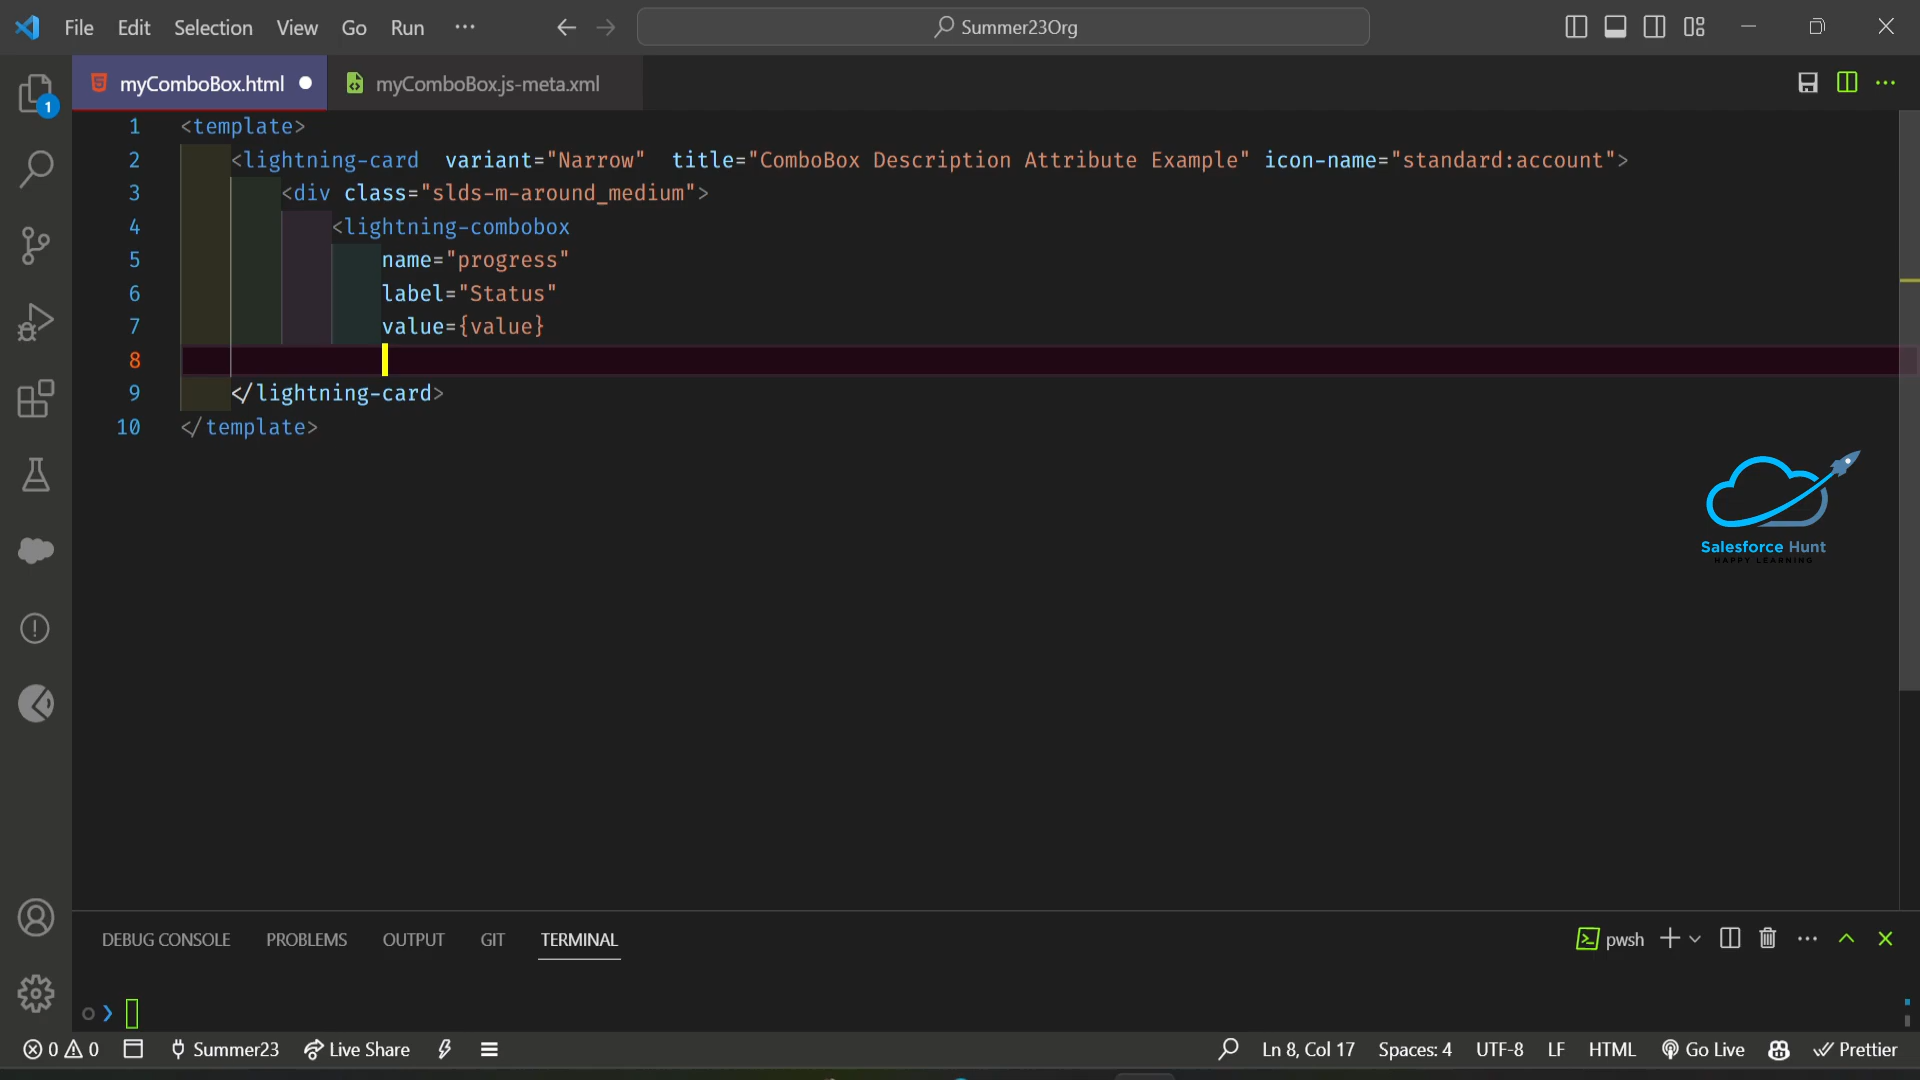 File Edit Selection View Go Run ··· Summer23Org
myComboBox.html myComboBox.js-meta.xml
1 <template>
2 <lightning-card variant="Narrow" title="ComboBox Description Attribute Example" icon-name="standard:account">
3 <div class="slds-m-around_medium">
4 <lightning-combobox
5 name="progress"
6 label="Status"
7 value={value}
8
9 </lightning-card>
10 </template>
Salesforce Hunt
HAPPY LEARNING
1
DEBUG CONSOLE PROBLEMS OUTPUT GIT TERMINAL pwsh
0 0 Summer23 Live Share Ln 8, Col 17 Spaces: 4 UTF-8 LF HTML Go Live Prettier